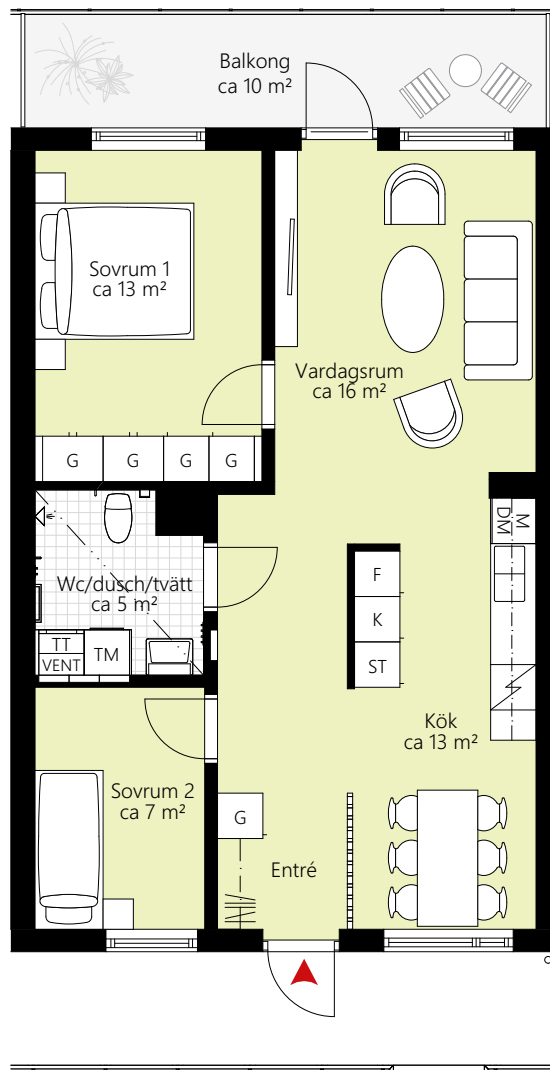 Balkong
ca 10 m²
Sovrum 1
ca 13 m²
Vardagsrum
ca 16 m²
G G G G
M
DM
Wc/dusch/tvätt
ca 5 m²
F
K
ST
TT
VENT
TM
Kök
ca 13 m²
Sovrum 2
ca 7 m²
G
Entré